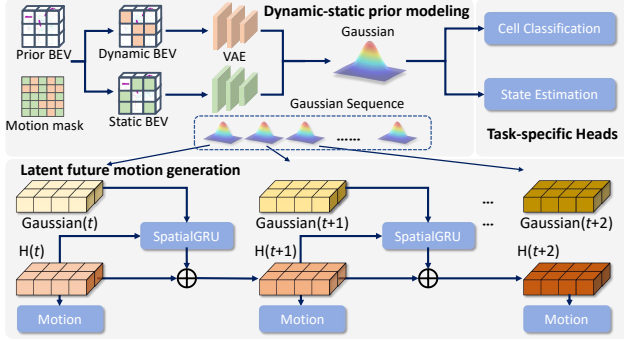 Dynamic-static prior modeling
Prior BEV
Motion mask
Dynamic BEV
Static BEV
VAE
Gaussian
Gaussian Sequence
......
Cell Classification
State Estimation
Task-specific Heads
Latent future motion generation
Gaussian(t)
SpatialGRU
H(t)
Motion
Gaussian(t+1)
SpatialGRU
H(t+1)
Motion
...
...
Gaussian(t+2)
H(t+2)
Motion